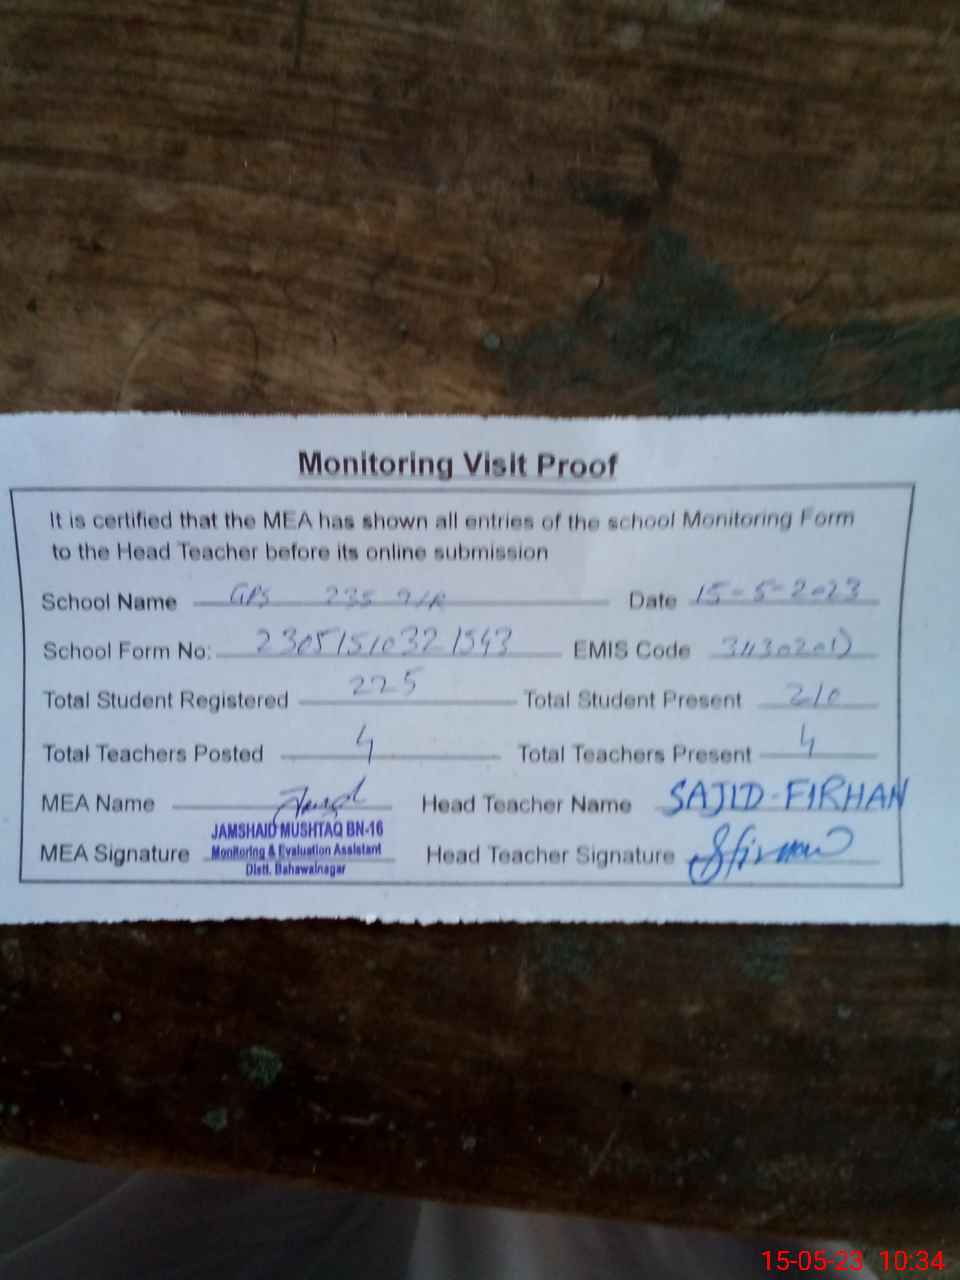 Monitoring Visit Proof
It is certified that the MEA has shown all entries of the school Monitoring Form
to the Head Teacher before its online submission
School Name GPS 235 9/R Date 15-5-2023
School Form No: 23051510321543 EMIS Code
Total Student Registered 225 Total Student Present 210
Total Teachers Posted 4 Total Teachers Present 4
MEA Name Head Teacher Name SAJID-FIRHAN
JAMSHAID MUSHTAQ BN-16
MEA Signature Monitoring & Evaluation Assistant Head Teacher Signature
Distt. Bahawalnagar
15-05-23 10:34